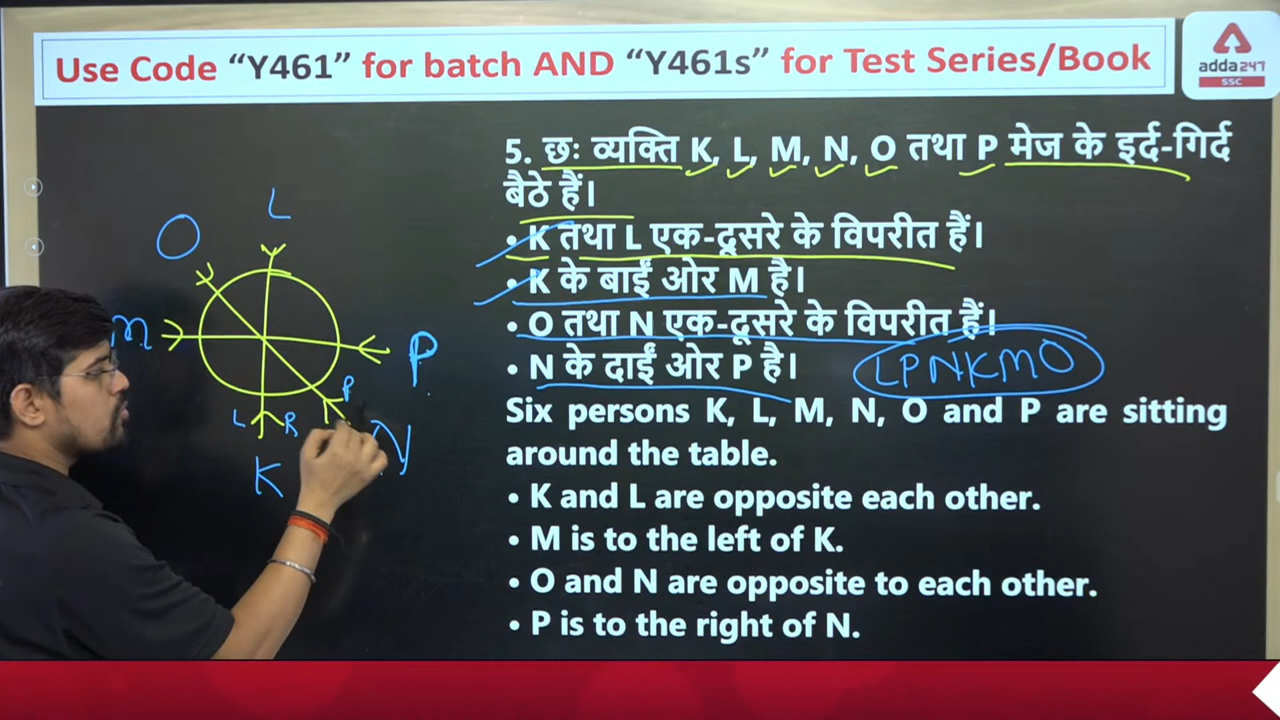 Use Code “Y461” for batch AND “Y461s” for Test Series/Book
adda247
SSC
5. छः व्यक्ति K, L, M, N, O तथा P मेज के इर्द-गिर्द
बैठे हैं।
• K तथा L एक-दूसरे के विपरीत हैं।
• K के बाईं ओर M है।
• O तथा N एक-दूसरे के विपरीत हैं।
• N के दाईं ओर P है।
LPNKMO
Six persons K, L, M, N, O and P are sitting
around the table.
• K and L are opposite each other.
• M is to the left of K.
• O and N are opposite to each other.
• P is to the right of N.
L
O
M
P
P
L R
N
K